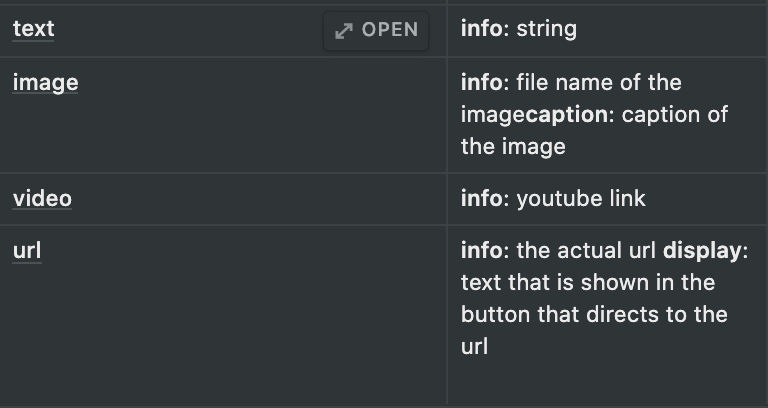 text
OPEN
info: string
image
info: file name of the
imagecaption: caption of
the image
video
info: youtube link
url
info: the actual url display:
text that is shown in the
button that directs to the
url